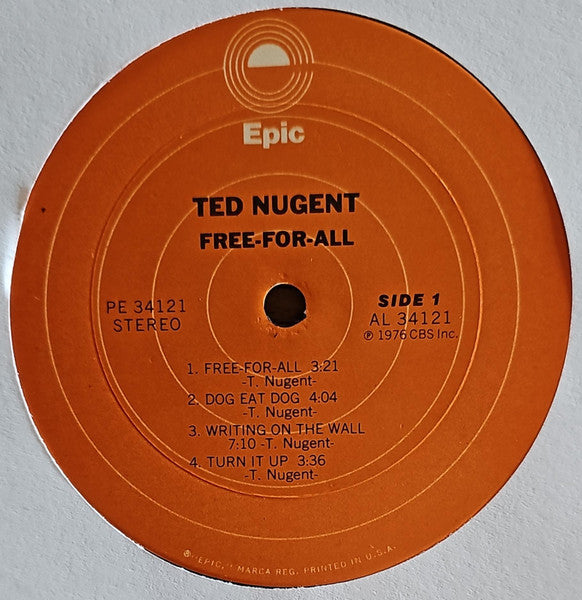 Epic
TED NUGENT
FREE-FOR-ALL
PE 34121
STEREO
SIDE 1
AL 34121
℗ 1976 CBS Inc.
1. FREE-FOR-ALL 3:21
-T. Nugent-
2. DOG EAT DOG 4:04
-T. Nugent-
3. WRITING ON THE WALL
7:10 -T. Nugent-
4. TURN IT UP 3:36
-T. Nugent-
® "EPIC," MARCA REG. PRINTED IN U.S.A.